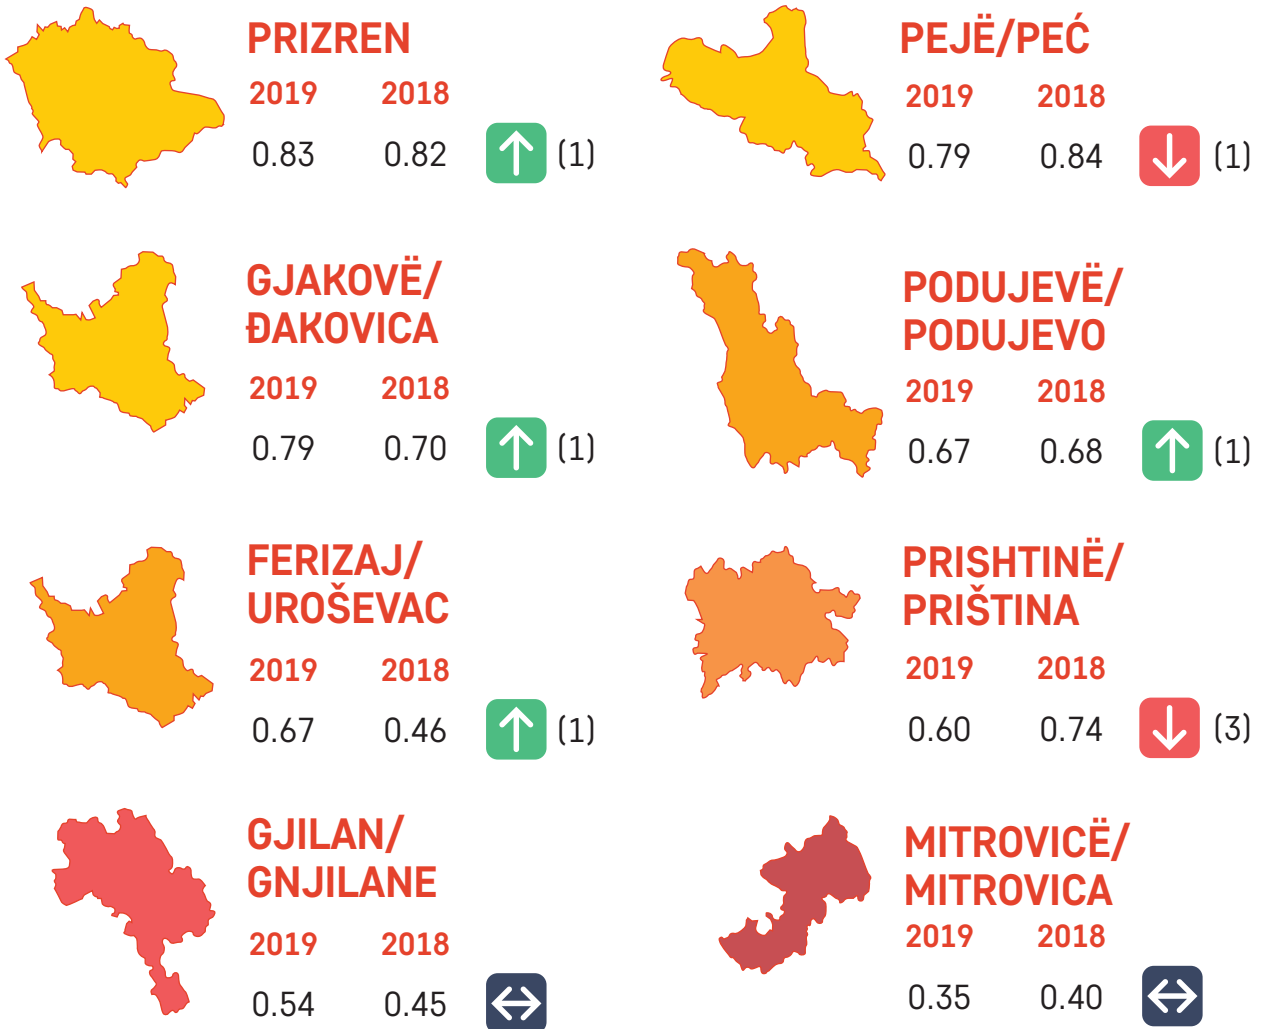 PRIZREN
2019 2018
0.83 0.82 (1)
PEJË/PEĆ
2019 2018
0.79 0.84 (1)
GJAKOVË/
ĐAKOVICA
2019 2018
0.79 0.70 (1)
PODUJEVË/
PODUJEVO
2019 2018
0.67 0.68 (1)
FERIZAJ/
UROŠEVAC
2019 2018
0.67 0.46 (1)
PRISHTINË/
PRIŠTINA
2019 2018
0.60 0.74 (3)
GJILAN/
GNJILANE
2019 2018
0.54 0.45
MITROVICË/
MITROVICA
2019 2018
0.35 0.40